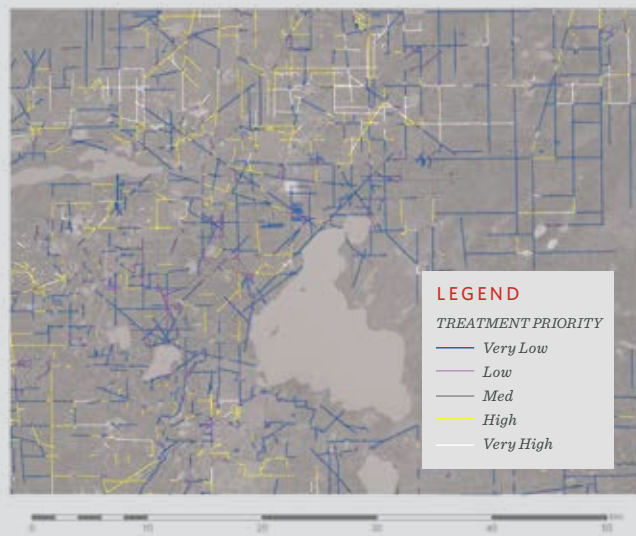 LEGEND
TREATMENT PRIORITY
Very Low
Low
Med
High
Very High
0 10 20 30 40 50